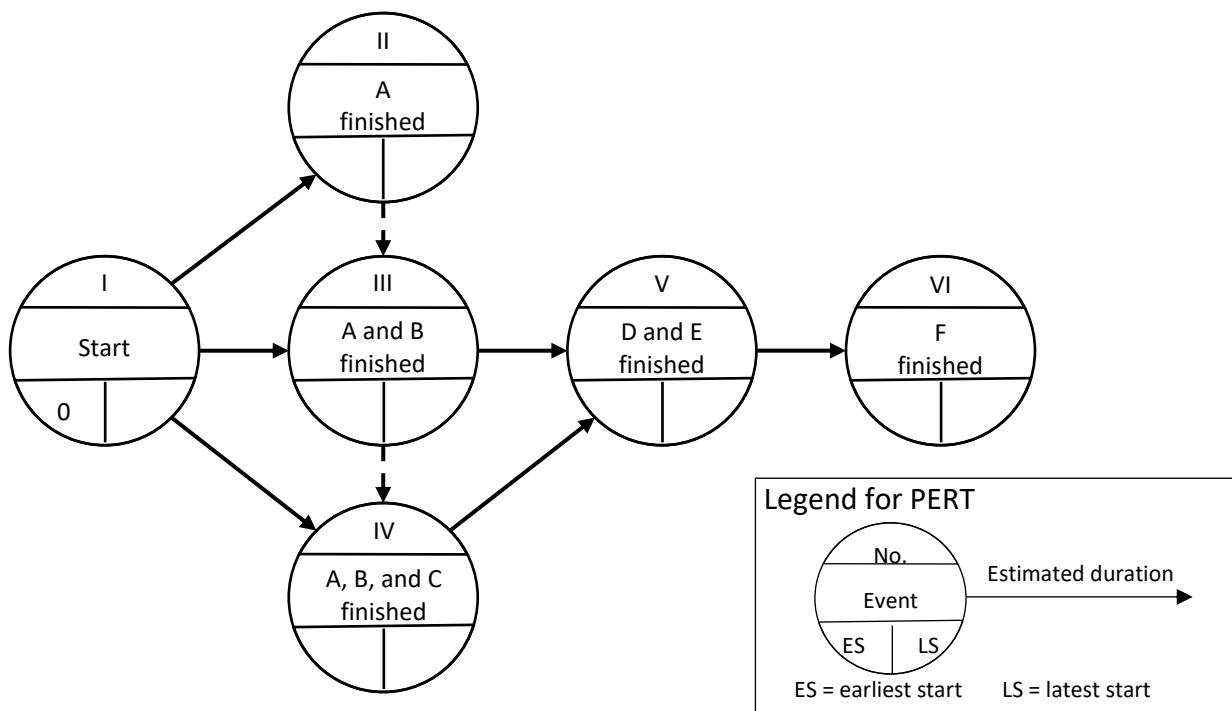 II
A
finished
I
Start
0
III
A and B
finished
V
D and E
finished
VI
F
finished
IV
A, B, and C
finished
Legend for PERT
No.
Event
ES
LS
Estimated duration
ES = earliest start
LS = latest start